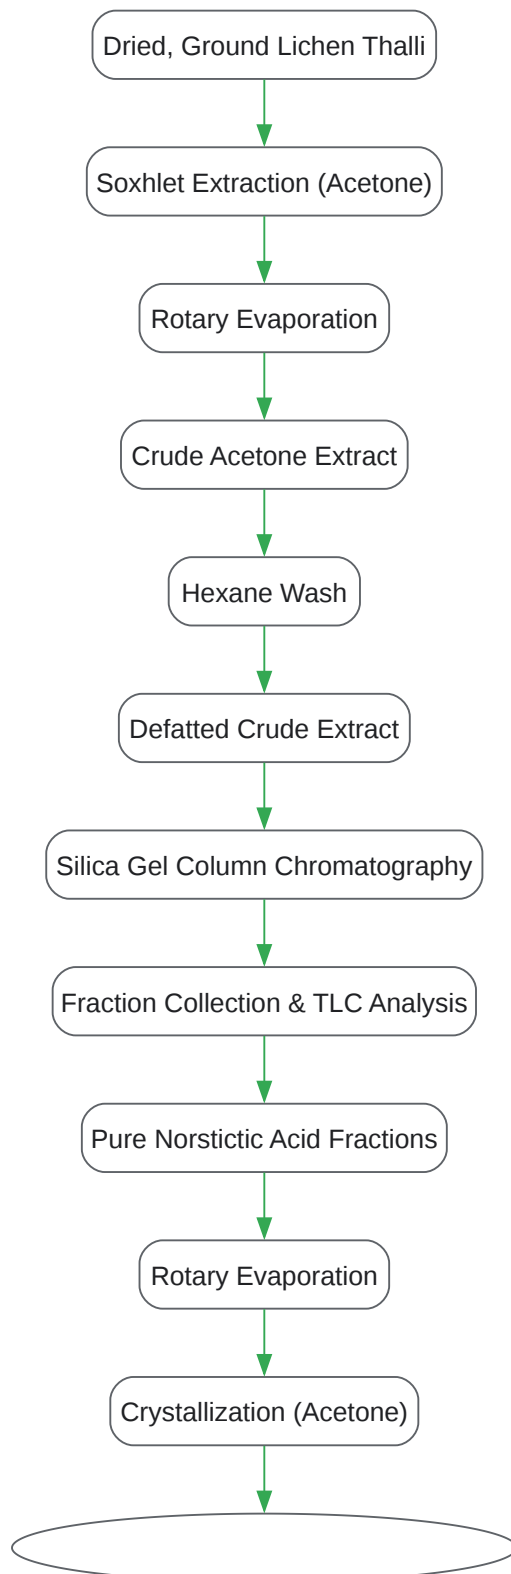 Dried, Ground Lichen Thalli
Soxhlet Extraction (Acetone)
Rotary Evaporation
Crude Acetone Extract
Hexane Wash
Defatted Crude Extract
Silica Gel Column Chromatography
Fraction Collection & TLC Analysis
Pure Norstictic Acid Fractions
Rotary Evaporation
Crystallization (Acetone)